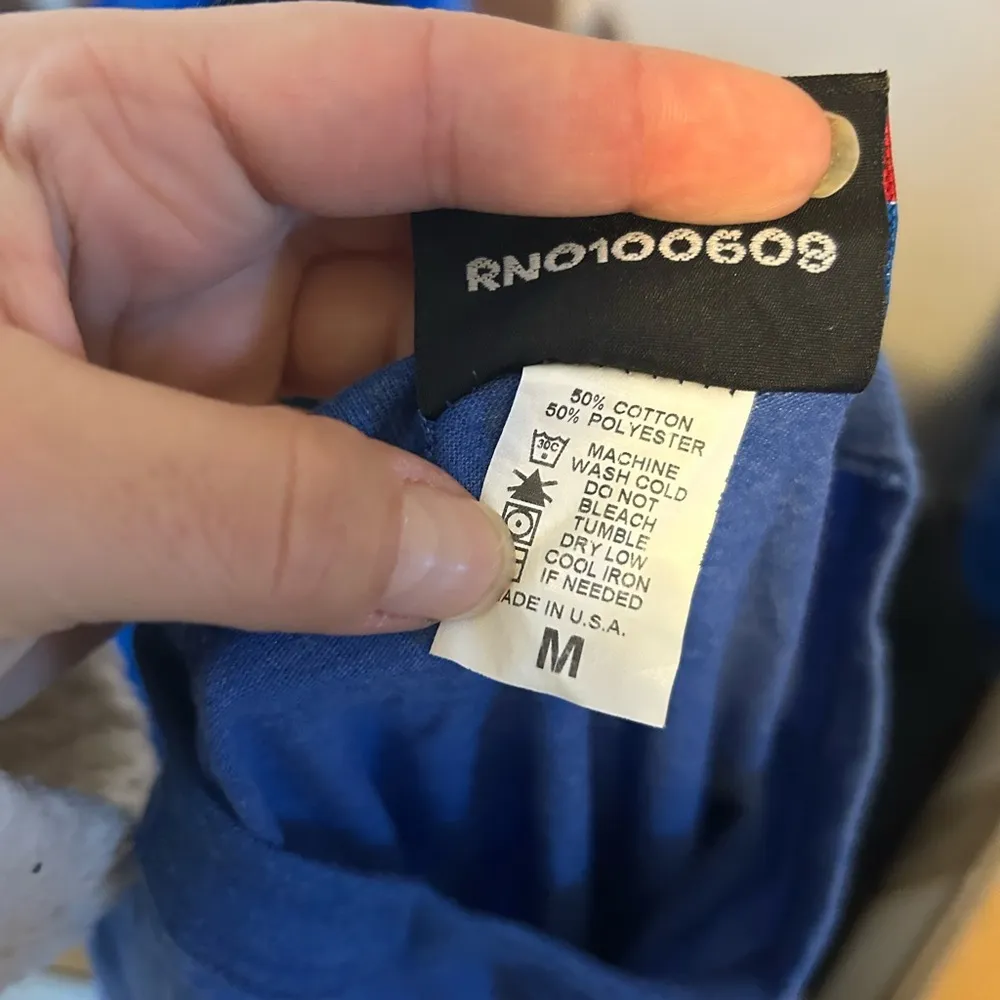 RN0100609
50% COTTON
50% POLYESTER
30C
MACHINE
WASH COLD
DO NOT
BLEACH
TUMBLE
DRY LOW
COOL IRON
IF NEEDED
ADE IN U.S.A.
M